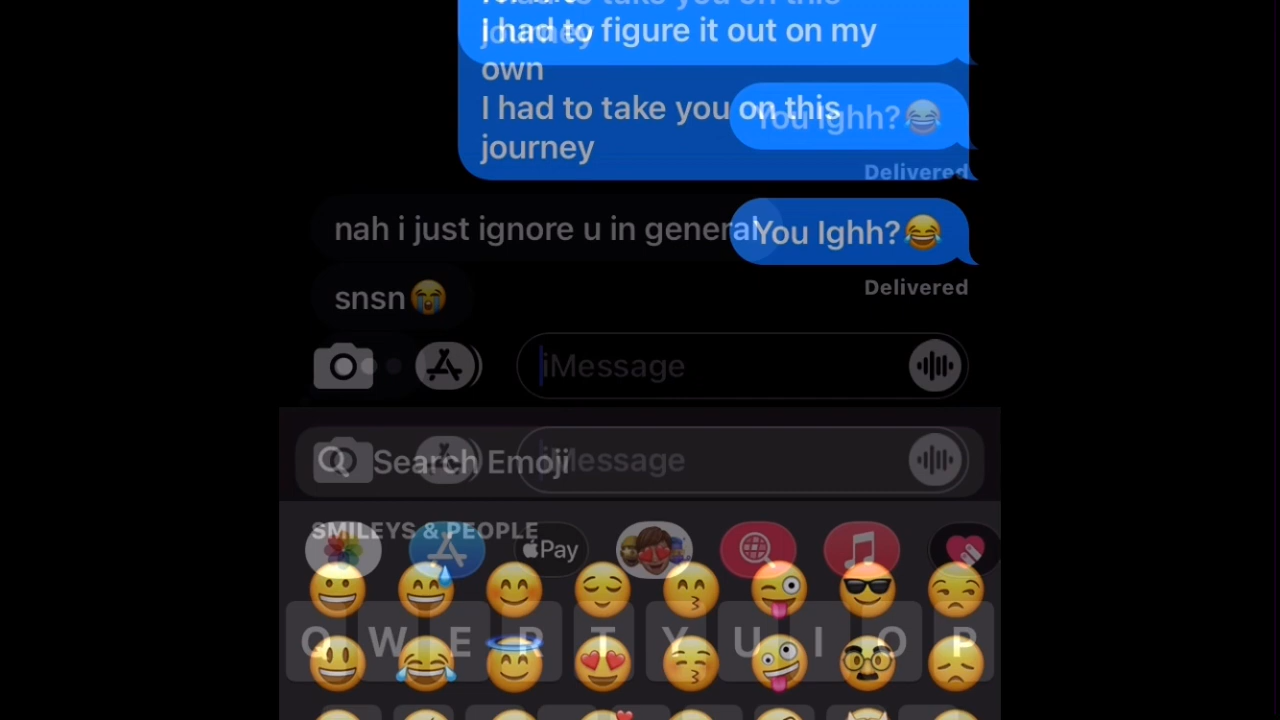 I had to figure it out on my
own
I had to take you on this
journey
You Ighh?😂
Delivered
nah i just ignore u in general
You Ighh?😂
Delivered
snsn😭
iMessage
Search Emoji
iMessage
SMILEYS & PEOPLE
Pay
Q W E R T Y U I O P